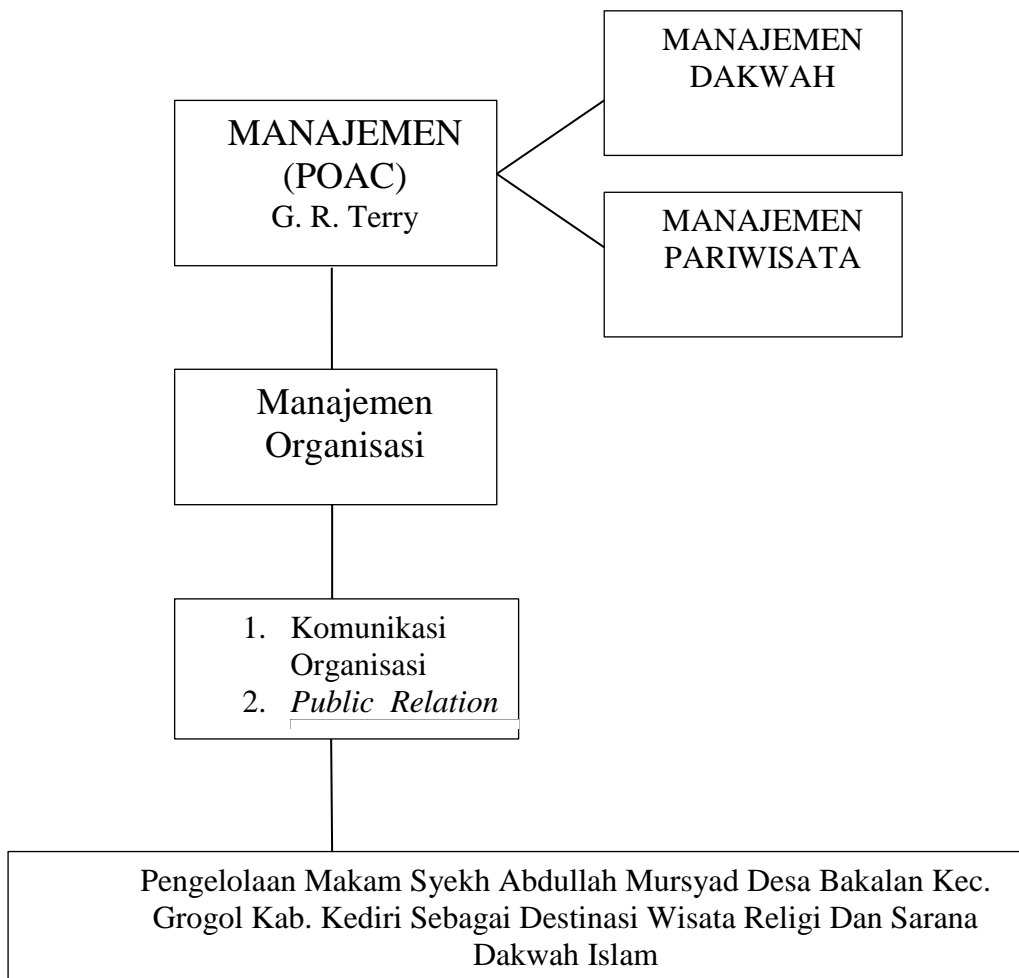 MANAJEMEN
DAKWAH
MANAJEMEN
(POAC)
G. R. Terry
MANAJEMEN
PARIWISATA
Manajemen
Organisasi
1. Komunikasi
Organisasi
2. Public Relation
Pengelolaan Makam Syekh Abdullah Mursyad Desa Bakalan Kec.
Grogol Kab. Kediri Sebagai Destinasi Wisata Religi Dan Sarana
Dakwah Islam